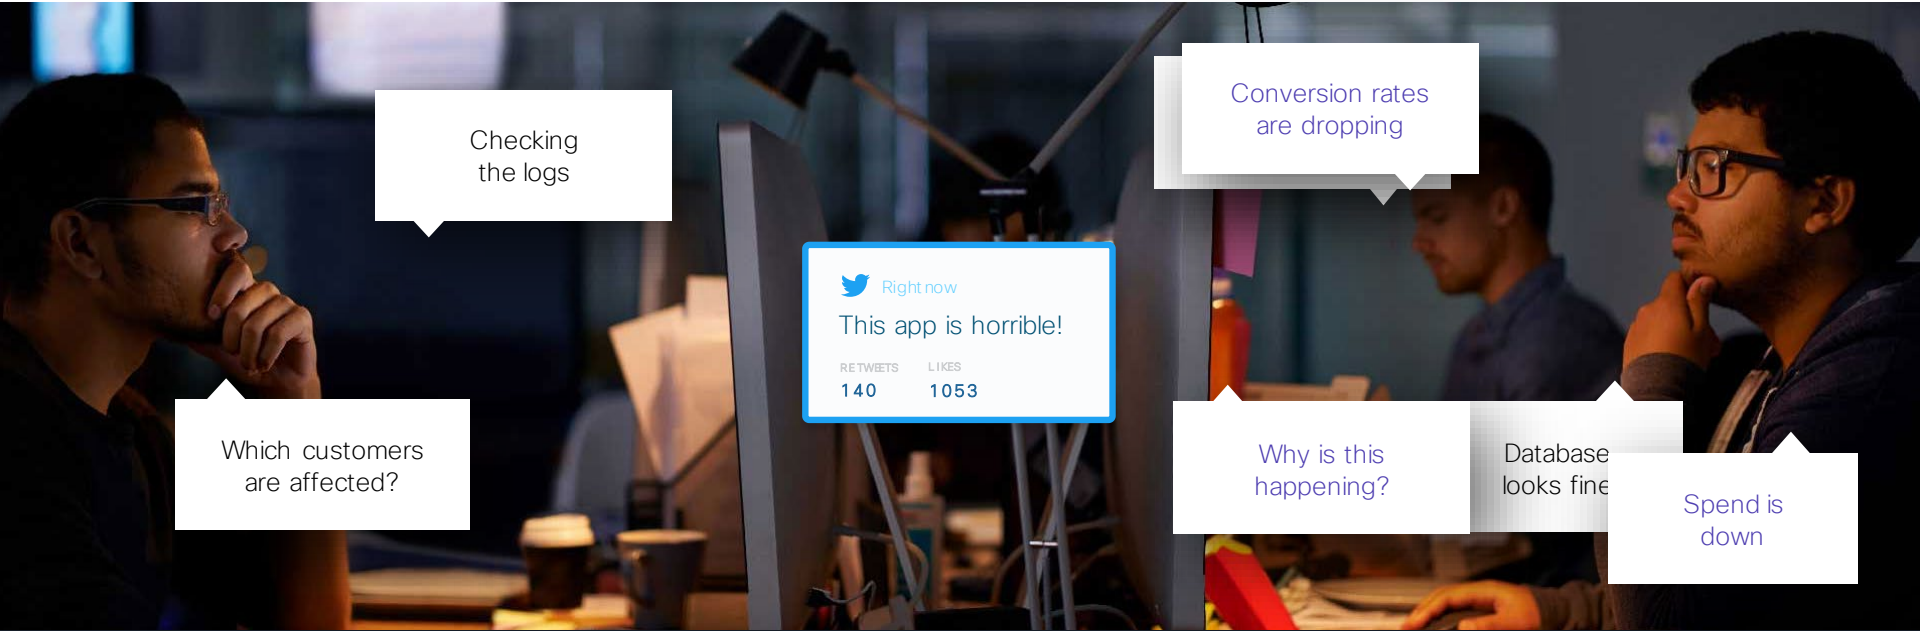 Checking
the logs
Conversion rates
are dropping
Right now
This app is horrible!
RETWEETS LIKES
140 1053
Which customers
are affected?
Why is this
happening?
Database
looks fine
Spend is
down